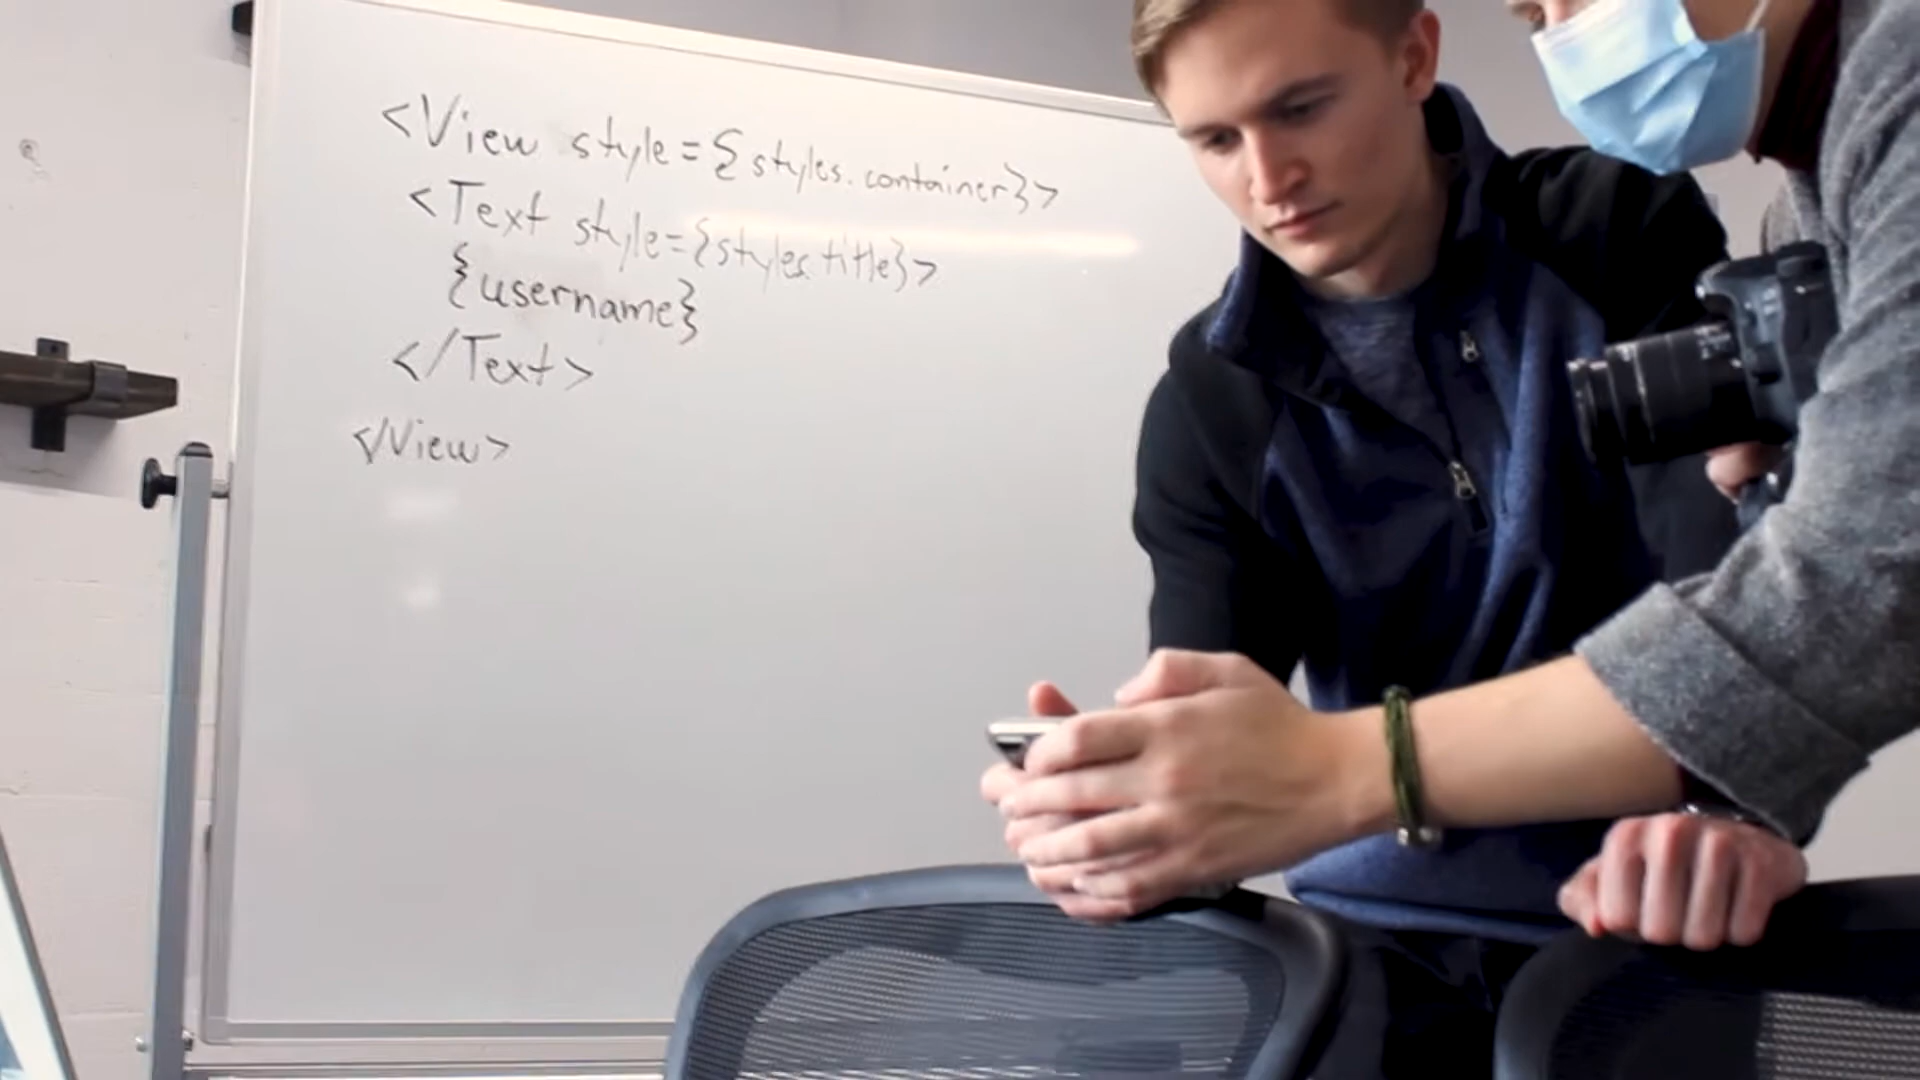 <View style={styles.container}>
<Text style={styles.title}>
{username}
</Text>
</View>